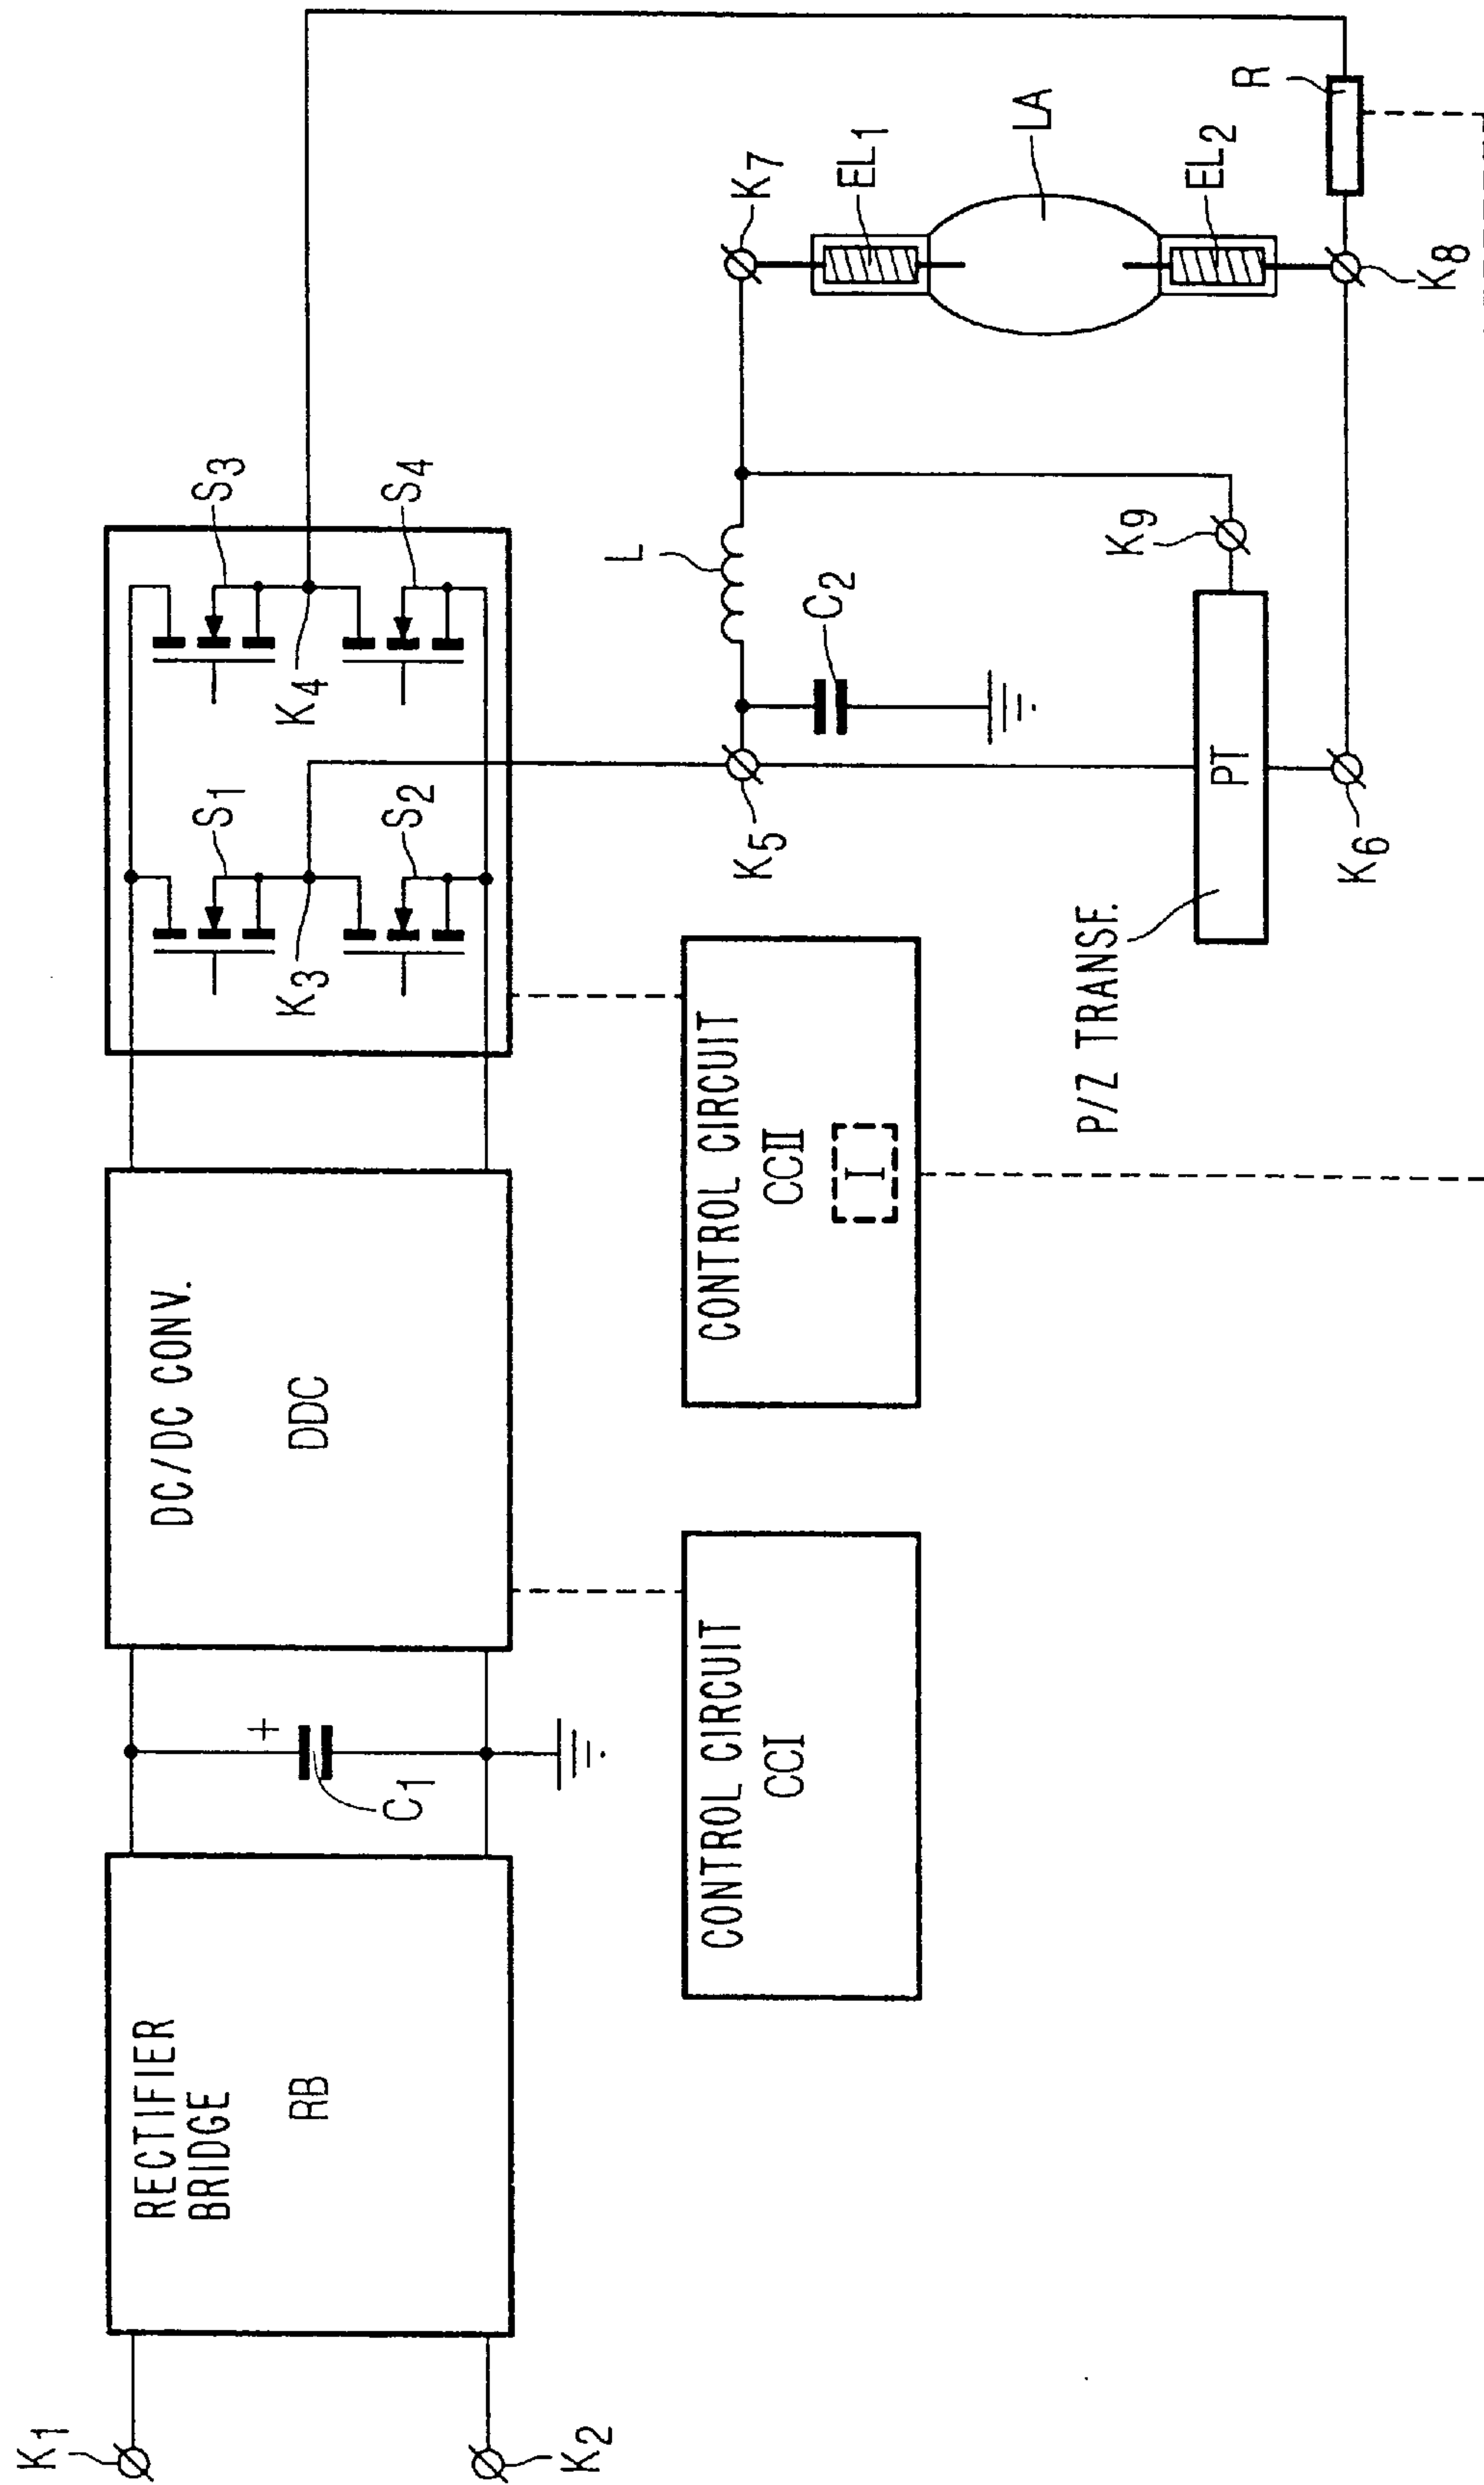 K1
K2
RECTIFIER
BRIDGE
RB
+
C1
DC/DC CONV.
DDC
CONTROL CIRCUIT
CCI
CONTROL CIRCUIT
CCII
I
S1
S2
S3
S4
K3
K4
K5
L
C2
K7
EL1
LA
EL2
K9
P/Z TRANSF.
PT
K6
K8
R